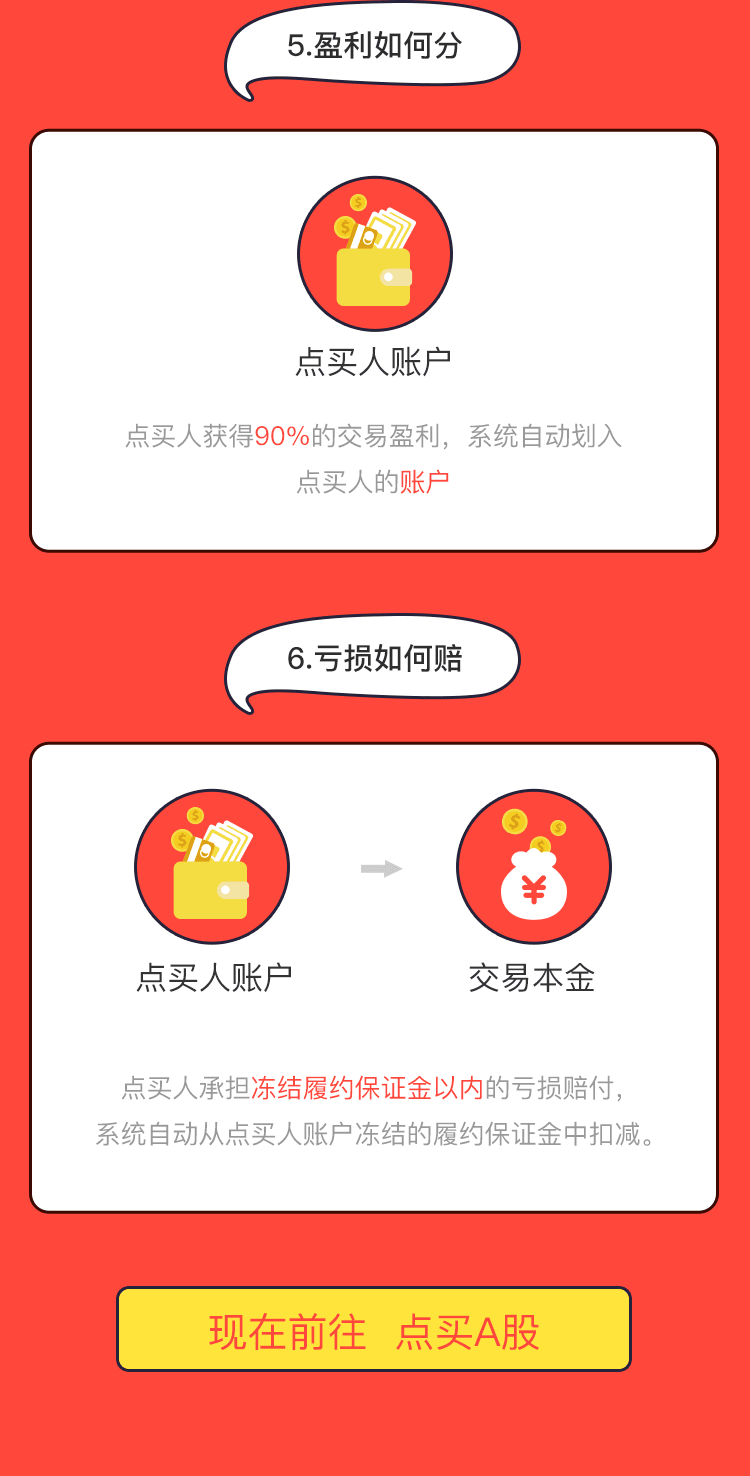 5.盈利如何分
点买人账户
点买人获得90%的交易盈利，系统自动划入
点买人的账户
6.亏损如何赔
¥
点买人账户
交易本金
点买人承担冻结履约保证金以内的亏损赔付，
系统自动从点买人账户冻结的履约保证金中扣减。
现在前往 点买A股